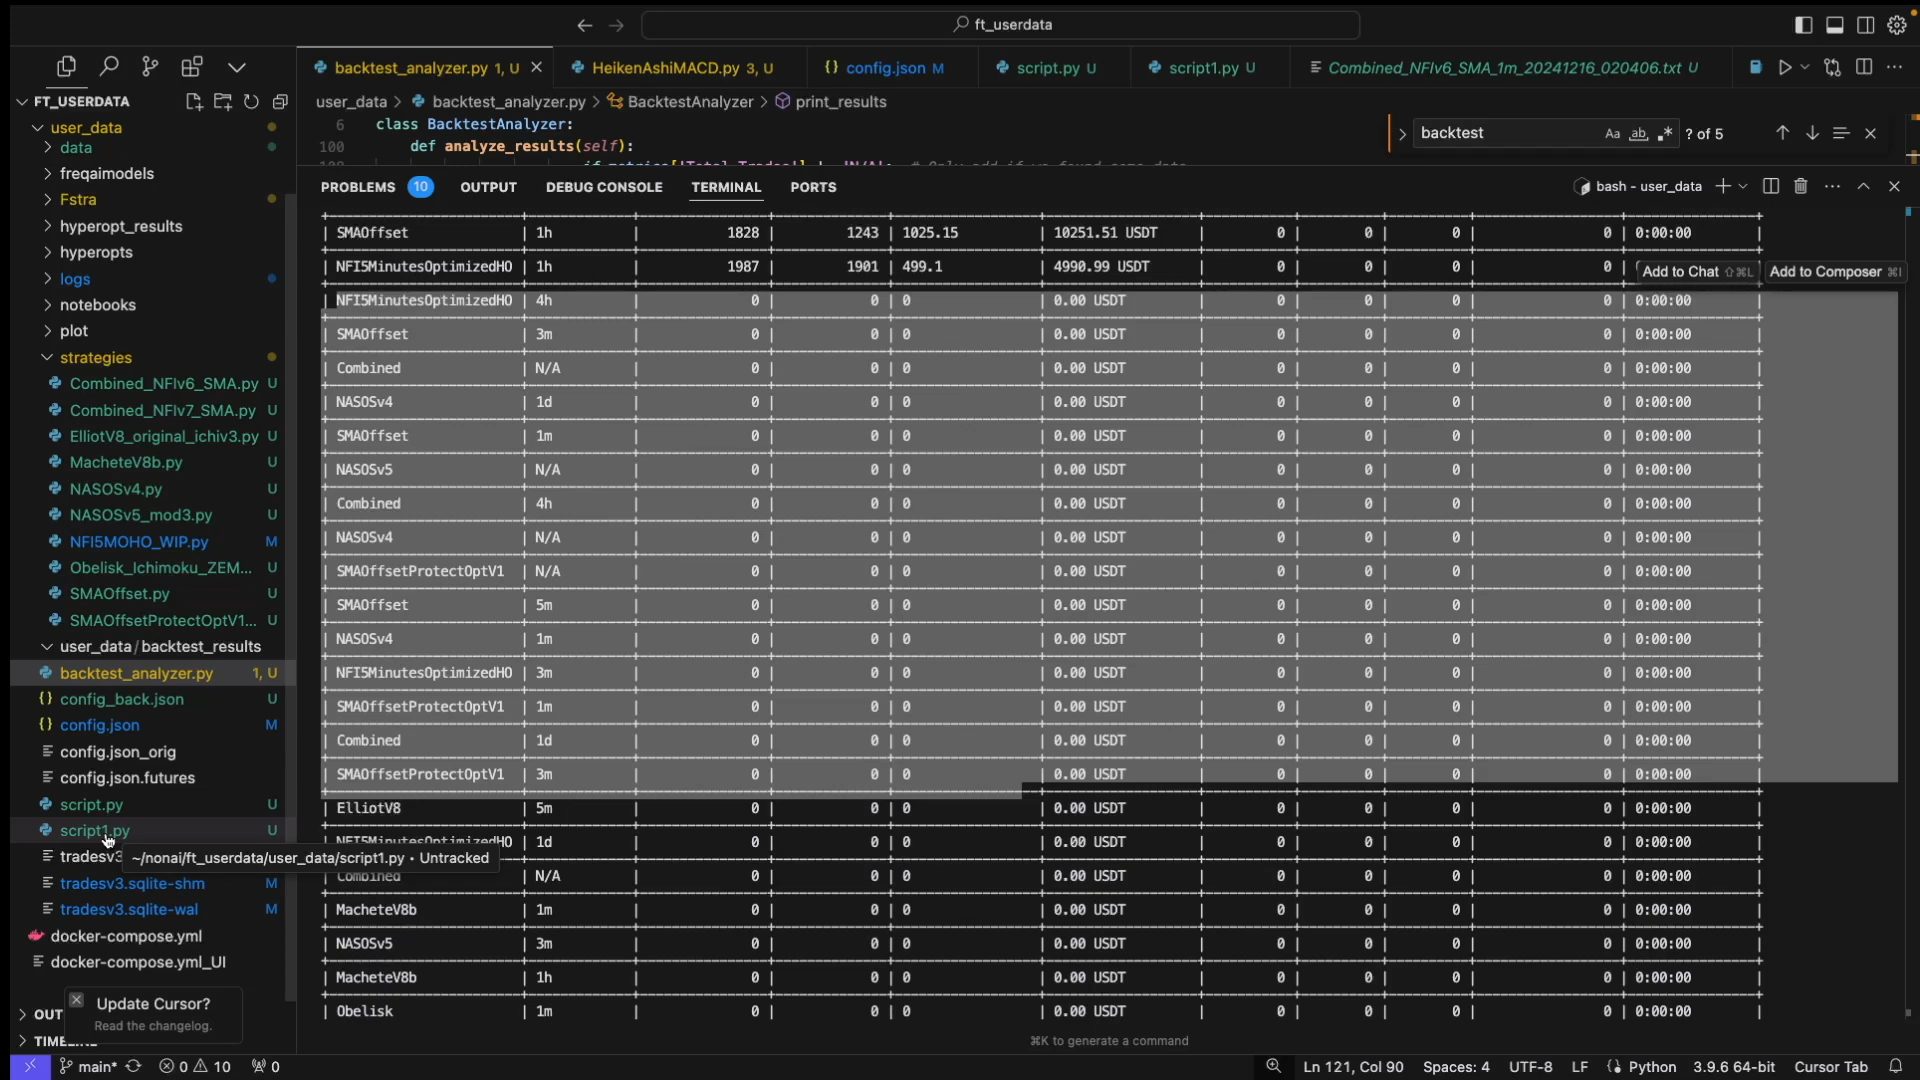 ft_userdata
backtest_analyzer.py 1, U
HeikenAshiMACD.py 3, U
config.json M
script.py U
script1.py U
Combined_NFIv6_SMA_1m_20241216_020406.txt U
FT_USERDATA
user_data
data
freqaimodels
Fstra
hyperopt_results
hyperopts
logs
notebooks
plot
strategies
Combined_NFIv6_SMA.py U
Combined_NFIv7_SMA.py U
ElliotV8_original_ichiv3.py U
MacheteV8b.py U
NASOSv4.py U
NASOSv5_mod3.py U
NFI5MOHO_WIP.py M
Obelisk_Ichimoku_ZEM... U
SMAOffset.py U
SMAOffsetProtectOptV1... U
user_data/backtest_results
backtest_analyzer.py 1, U
config_back.json U
config.json M
config.json_orig
config.json.futures
script.py U
script1.py U
tradesv3
~/nonai/ft_userdata/user_data/script1.py • Untracked
tradesv3.sqlite-shm M
tradesv3.sqlite-wal M
docker-compose.yml
docker-compose.yml_UI
Update Cursor?
Read the changelog.
OUT
TIMELINE
user_data > backtest_analyzer.py > BacktestAnalyzer > print_results
6 class BacktestAnalyzer:
100 def analyze_results(self):
backtest Aa ab ? of 5
PROBLEMS 10 OUTPUT DEBUG CONSOLE TERMINAL PORTS
bash - user_data
| SMAOffset | 1h | 1828 | 1243 | 1025.15 | 10251.51 USDT | 0 | 0 | 0 | 0 | 0:00:00 |
| NFI5MinutesOptimizedHO | 1h | 1987 | 1901 | 499.1 | 4990.99 USDT | 0 | 0 | 0 | 0 |
Add to Chat ⇧⌘L Add to Composer ⌘I
| NFI5MinutesOptimizedHO | 4h | 0 | 0 | 0 | 0.00 USDT | 0 | 0 | 0 | 0 | 0:00:00 |
| SMAOffset | 3m | 0 | 0 | 0 | 0.00 USDT | 0 | 0 | 0 | 0 | 0:00:00 |
| Combined | N/A | 0 | 0 | 0 | 0.00 USDT | 0 | 0 | 0 | 0 | 0:00:00 |
| NASOSv4 | 1d | 0 | 0 | 0 | 0.00 USDT | 0 | 0 | 0 | 0 | 0:00:00 |
| SMAOffset | 1m | 0 | 0 | 0 | 0.00 USDT | 0 | 0 | 0 | 0 | 0:00:00 |
| NASOSv5 | N/A | 0 | 0 | 0 | 0.00 USDT | 0 | 0 | 0 | 0 | 0:00:00 |
| Combined | 4h | 0 | 0 | 0 | 0.00 USDT | 0 | 0 | 0 | 0 | 0:00:00 |
| NASOSv4 | N/A | 0 | 0 | 0 | 0.00 USDT | 0 | 0 | 0 | 0 | 0:00:00 |
| SMAOffsetProtectOptV1 | N/A | 0 | 0 | 0 | 0.00 USDT | 0 | 0 | 0 | 0 | 0:00:00 |
| SMAOffset | 5m | 0 | 0 | 0 | 0.00 USDT | 0 | 0 | 0 | 0 | 0:00:00 |
| NASOSv4 | 1m | 0 | 0 | 0 | 0.00 USDT | 0 | 0 | 0 | 0 | 0:00:00 |
| NFI5MinutesOptimizedHO | 3m | 0 | 0 | 0 | 0.00 USDT | 0 | 0 | 0 | 0 | 0:00:00 |
| SMAOffsetProtectOptV1 | 1m | 0 | 0 | 0 | 0.00 USDT | 0 | 0 | 0 | 0 | 0:00:00 |
| Combined | 1d | 0 | 0 | 0 | 0.00 USDT | 0 | 0 | 0 | 0 | 0:00:00 |
| SMAOffsetProtectOptV1 | 3m | 0 | 0 | 0 | 0.00 USDT | 0 | 0 | 0 | 0 | 0:00:00 |
| ElliotV8 | 5m | 0 | 0 | 0 | 0.00 USDT | 0 | 0 | 0 | 0 | 0:00:00 |
| NFI5MinutesOptimizedHO | 1d | 0 | 0 | 0 | 0.00 USDT | 0 | 0 | 0 | 0 | 0:00:00 |
| Combined | N/A | 0 | 0 | 0 | 0.00 USDT | 0 | 0 | 0 | 0 | 0:00:00 |
| MacheteV8b | 1m | 0 | 0 | 0 | 0.00 USDT | 0 | 0 | 0 | 0 | 0:00:00 |
| NASOSv5 | 3m | 0 | 0 | 0 | 0.00 USDT | 0 | 0 | 0 | 0 | 0:00:00 |
| MacheteV8b | 1h | 0 | 0 | 0 | 0.00 USDT | 0 | 0 | 0 | 0 | 0:00:00 |
| Obelisk | 1m | 0 | 0 | 0 | 0.00 USDT | 0 | 0 | 0 | 0 | 0:00:00 |
⌘K to generate a command
main* 0 10 0 Ln 121, Col 90 Spaces: 4 UTF-8 LF Python 3.9.6 64-bit Cursor Tab